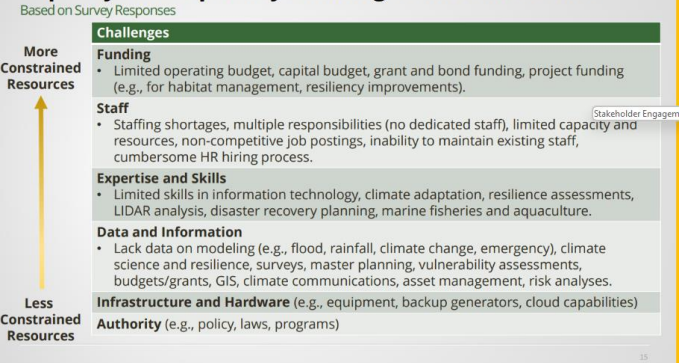 Based on Survey Responses
Challenges
More
Constrained
Resources
Funding
• Limited operating budget, capital budget, grant and bond funding, project funding
(e.g., for habitat management, resiliency improvements).
Staff
• Staffing shortages, multiple responsibilities (no dedicated staff), limited capacity and
resources, non-competitive job postings, inability to maintain existing staff,
cumbersome HR hiring process.
Stakeholder Engagem
Expertise and Skills
• Limited skills in information technology, climate adaptation, resilience assessments,
LIDAR analysis, disaster recovery planning, marine fisheries and aquaculture.
Data and Information
• Lack data on modeling (e.g., flood, rainfall, climate change, emergency), climate
science and resilience, surveys, master planning, vulnerability assessments,
budgets/grants, GIS, climate communications, asset management, risk analyses.
Infrastructure and Hardware (e.g., equipment, backup generators, cloud capabilities)
Authority (e.g., policy, laws, programs)
Less
Constrained
Resources
15